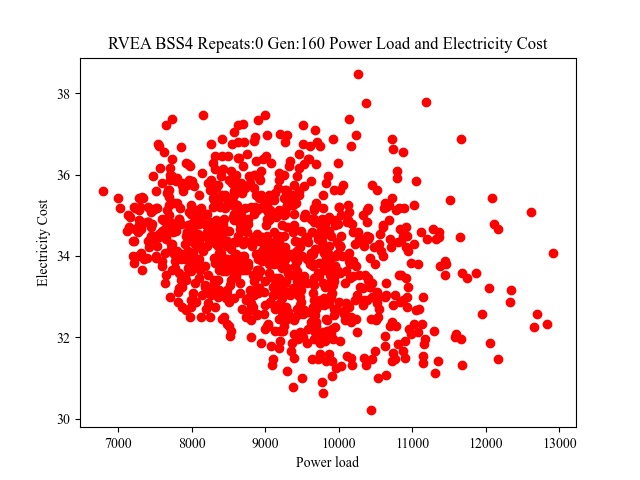 RVEA BSS4 Repeats:0 Gen:160 Power Load and Electricity Cost
38
36
34
32
30
Electricity Cost
7000 8000 9000 10000 11000 12000 13000
Power load